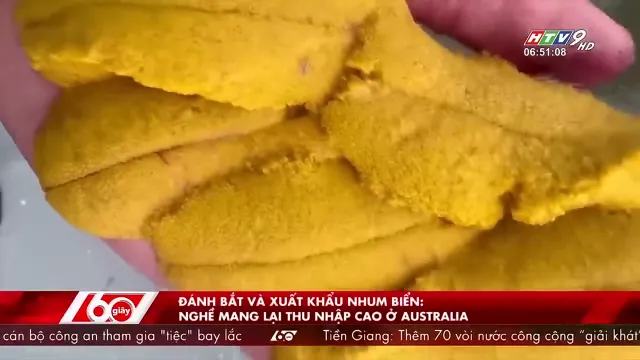 HTV9 HD
06:51:08
60 giây
ĐÁNH BẮT VÀ XUẤT KHẨU NHUM BIỂN:
NGHỀ MANG LẠI THU NHẬP CAO Ở AUSTRALIA
cán bộ công an tham gia "tiệc" bay lắc 60giây Tiền Giang: Thêm 70 vòi nước công cộng “giải khát